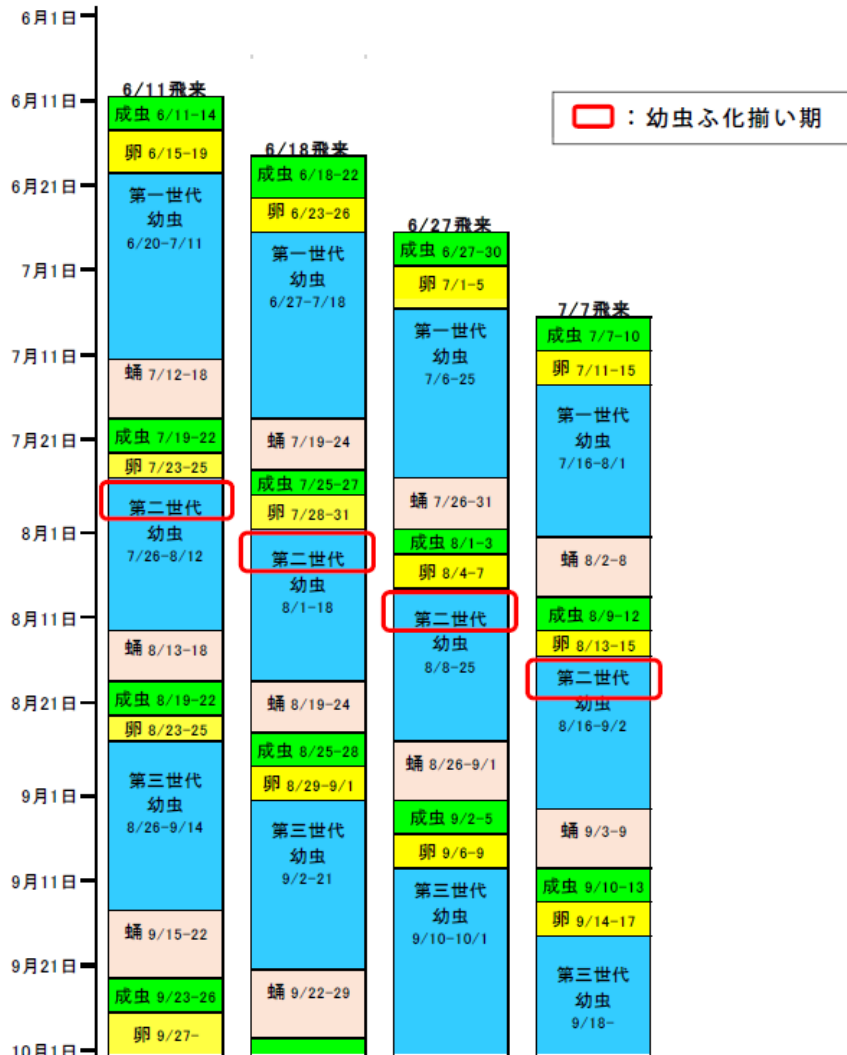 6月1日
6月11日
6月21日
7月1日
7月11日
7月21日
8月1日
8月11日
8月21日
9月1日
9月11日
9月21日
10月1日
：幼虫ふ化揃い期
6/11飛来
成虫 6/11-14
卵 6/15-19
第一世代
幼虫
6/20-7/11
蛹 7/12-18
成虫 7/19-22
卵 7/23-25
第二世代
幼虫
7/26-8/12
蛹 8/13-18
成虫 8/19-22
卵 8/23-25
第三世代
幼虫
8/26-9/14
蛹 9/15-22
成虫 9/23-26
卵 9/27-
6/18飛来
成虫 6/18-22
卵 6/23-26
第一世代
幼虫
6/27-7/18
蛹 7/19-24
成虫 7/25-27
卵 7/28-31
第二世代
幼虫
8/1-18
蛹 8/19-24
成虫 8/25-28
卵 8/29-9/1
第三世代
幼虫
9/2-21
蛹 9/22-29
6/27飛来
成虫 6/27-30
卵 7/1-5
第一世代
幼虫
7/6-25
蛹 7/26-31
成虫 8/1-3
卵 8/4-7
第二世代
幼虫
8/8-25
蛹 8/26-9/1
成虫 9/2-5
卵 9/6-9
第三世代
幼虫
9/10-10/1
7/7飛来
成虫 7/7-10
卵 7/11-15
第一世代
幼虫
7/16-8/1
蛹 8/2-8
成虫 8/9-12
卵 8/13-15
第二世代
幼虫
8/16-9/2
蛹 9/3-9
成虫 9/10-13
卵 9/14-17
第三世代
幼虫
9/18-